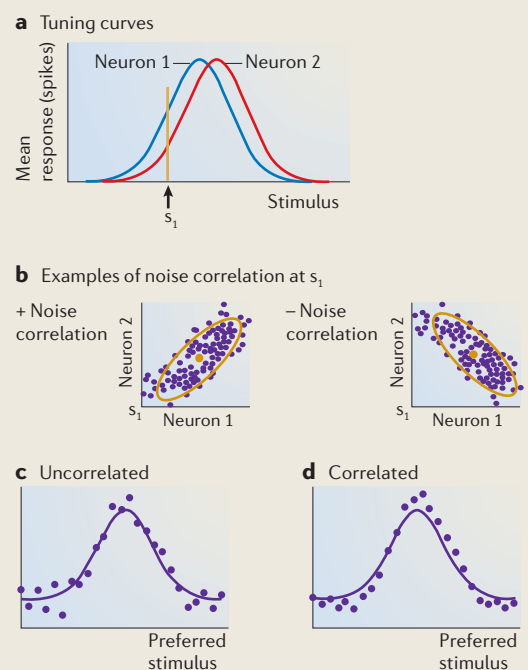 a Tuning curves
Mean
response (spikes)
Neuron 1
Neuron 2
s1
Stimulus
b Examples of noise correlation at s1
+ Noise
correlation
Neuron 2
s1
Neuron 1
– Noise
correlation
Neuron 2
s1
Neuron 1
c Uncorrelated
Preferred
stimulus
d Correlated
Preferred
stimulus